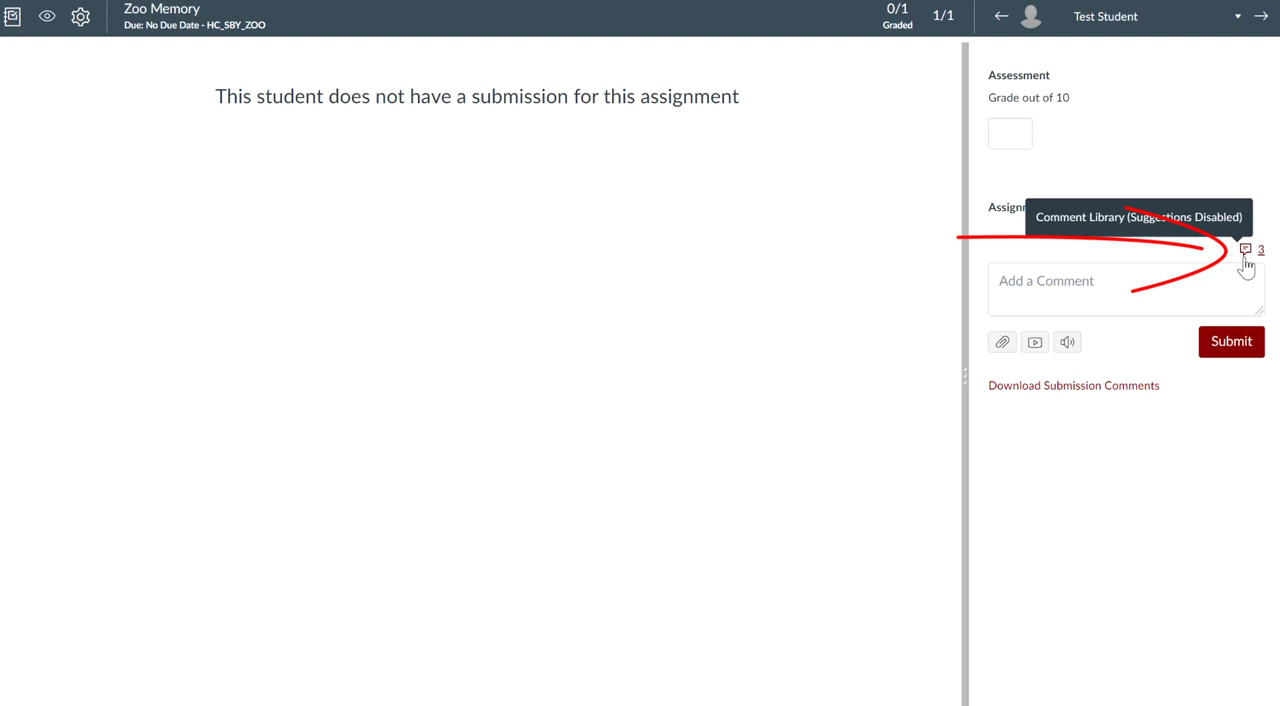 Zoo Memory
Due: No Due Date - HC_SBY_ZOO
0/1
Graded
1/1
Test Student
This student does not have a submission for this assignment
Assessment
Grade out of 10
Comment Library (Suggestions Disabled)
3
Add a Comment
Submit
Download Submission Comments